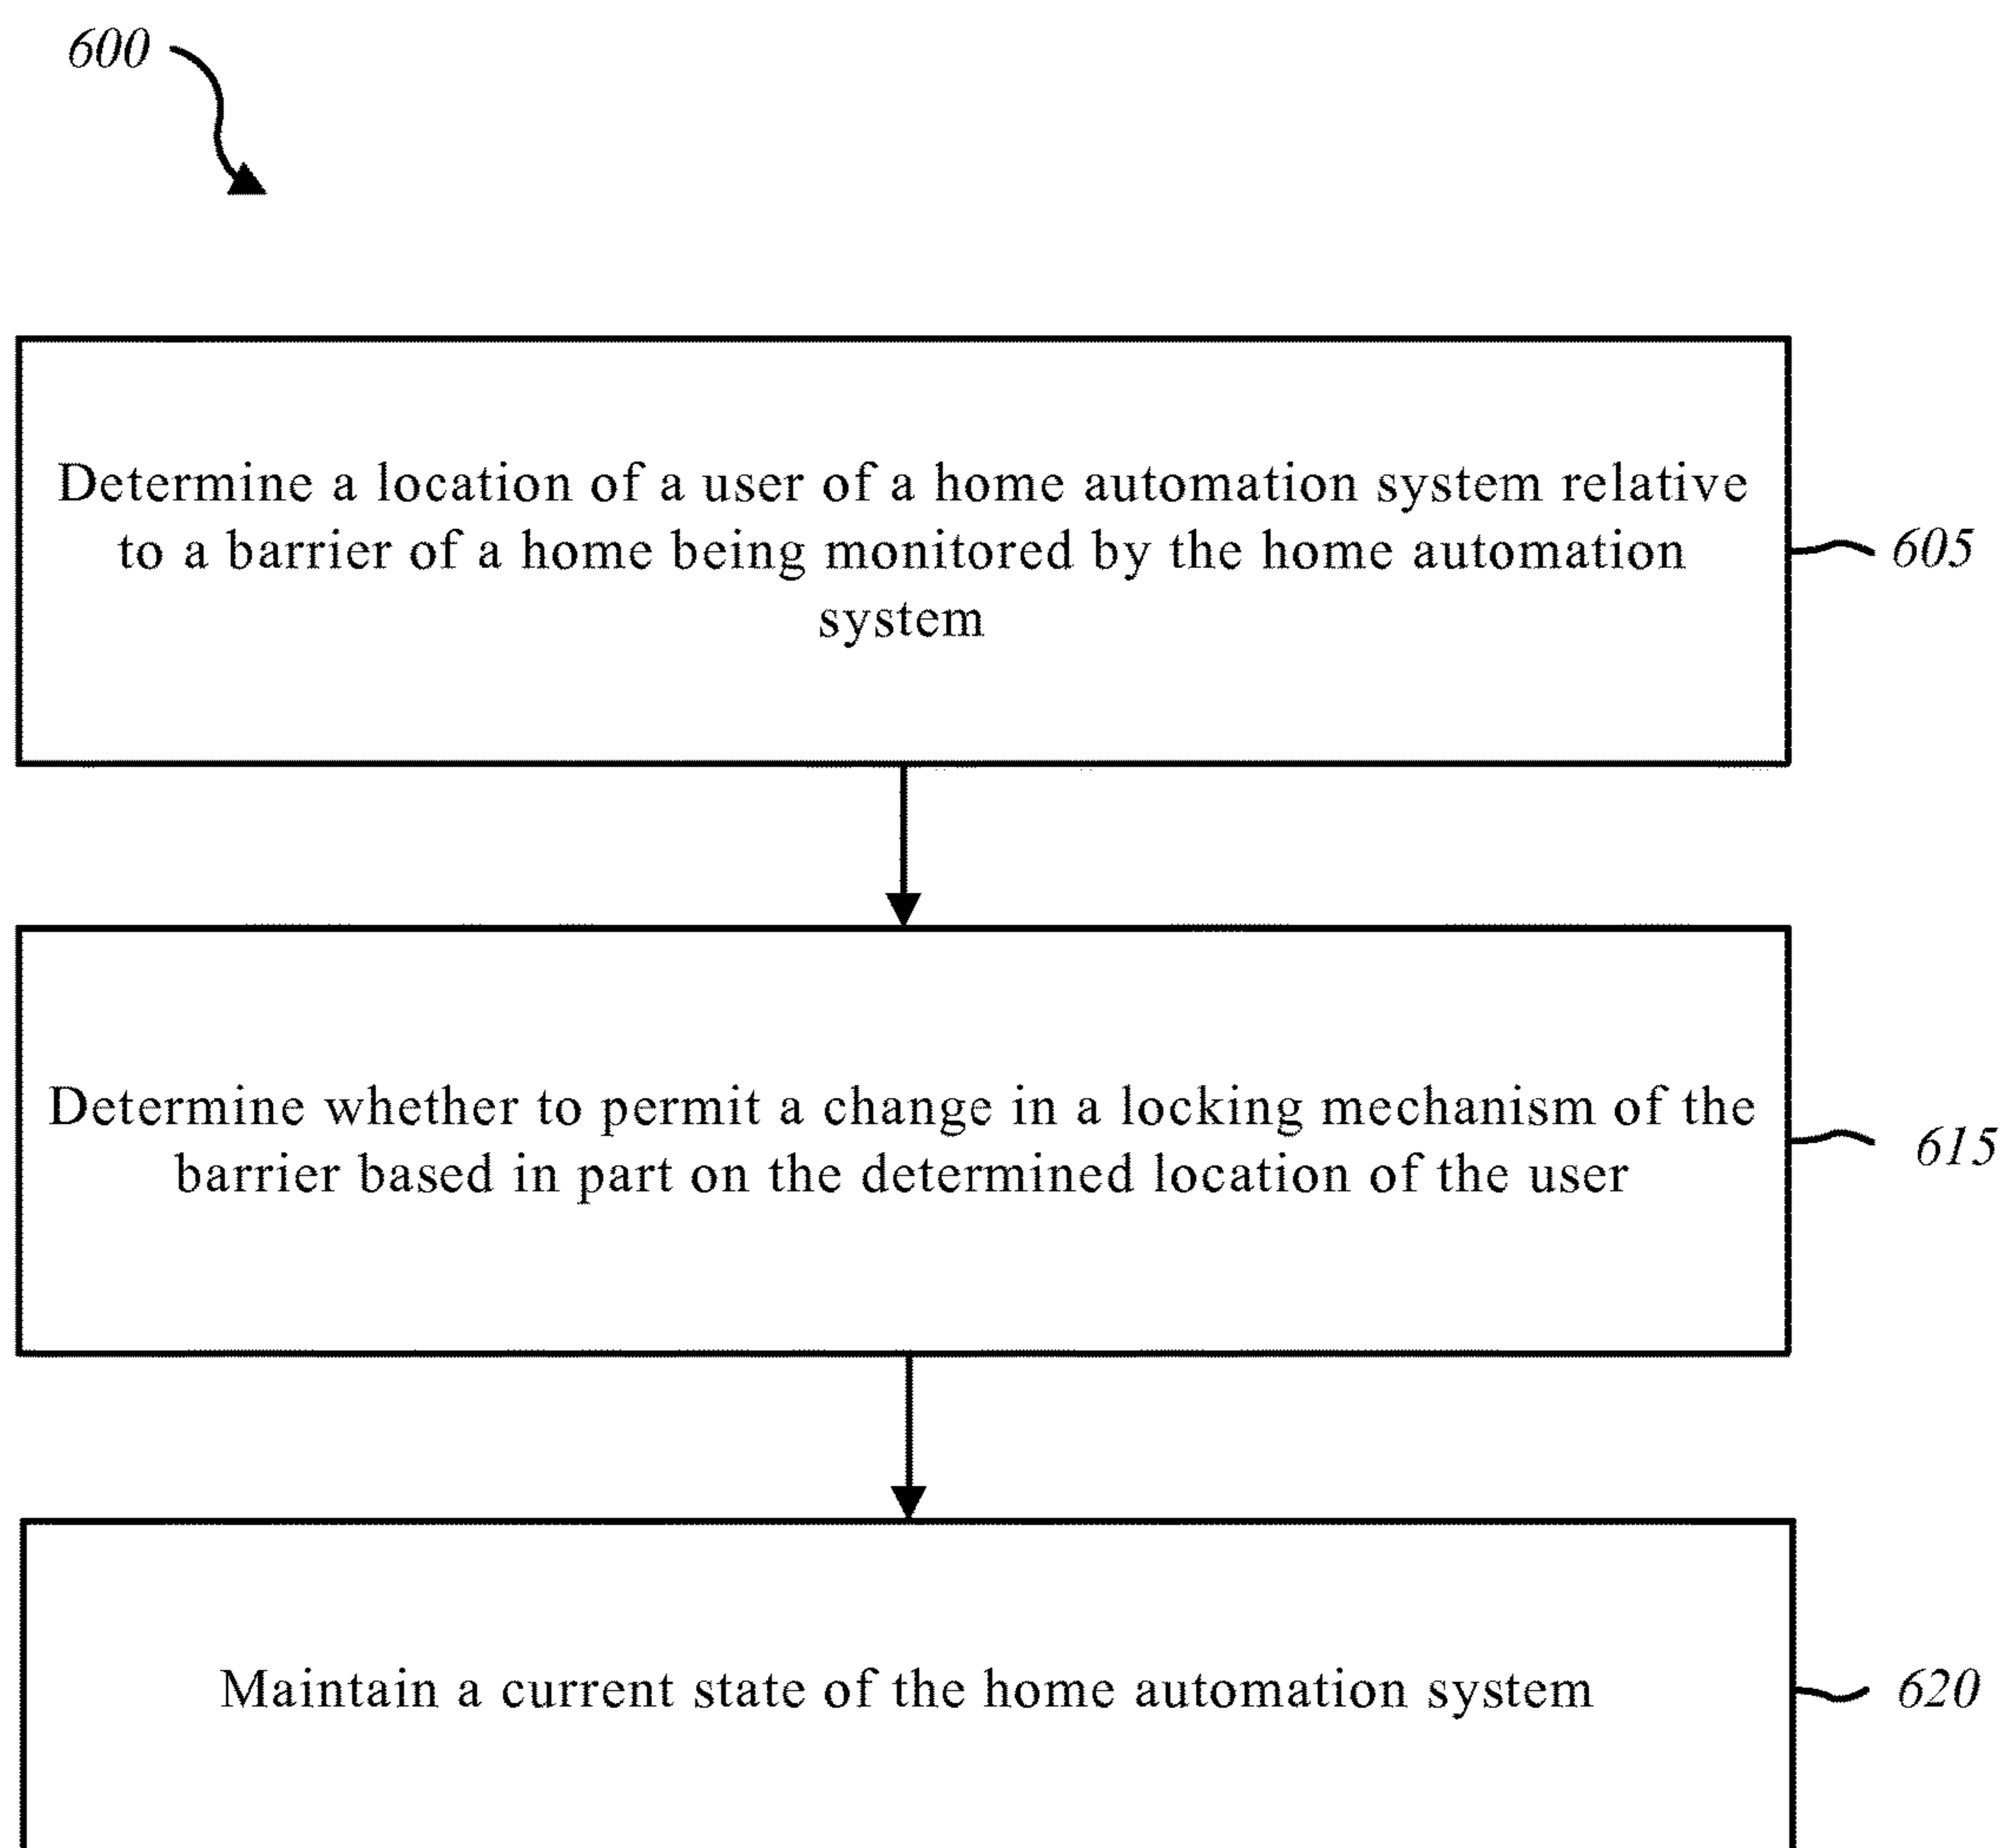 600
Determine a location of a user of a home automation system relative
to a barrier of a home being monitored by the home automation
system
605
Determine whether to permit a change in a locking mechanism of the
barrier based in part on the determined location of the user
615
Maintain a current state of the home automation system
620